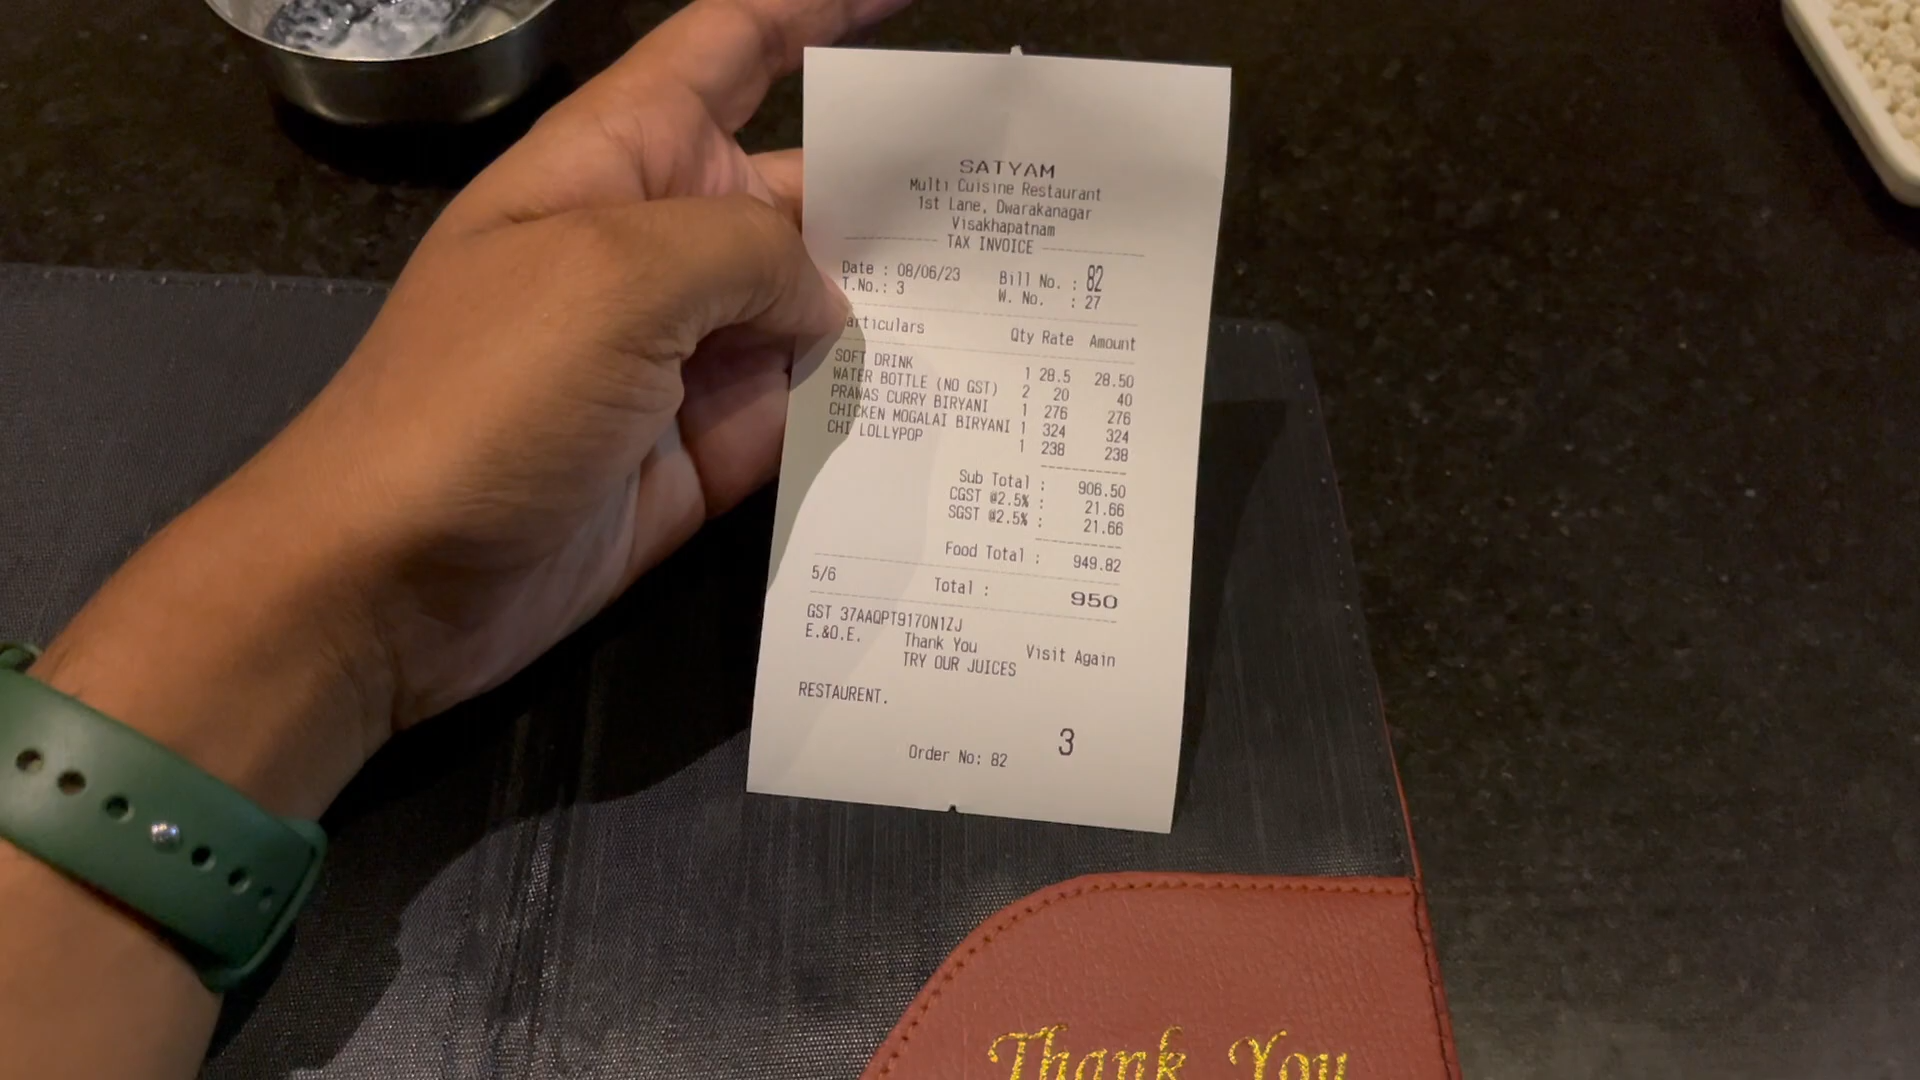 SATYAM
Multi Cuisine Restaurant
1st Lane, Dwarakanagar
Visakhapatnam
TAX INVOICE
Date : 08/06/23 Bill No. : 82
T.No.: 3 W. No. : 27
articulars Qty Rate Amount
SOFT DRINK 1 28.5 28.50
WATER BOTTLE (NO GST) 2 20 40
PRAWAS CURRY BIRYANI 1 276 276
CHICKEN MOGALAI BIRYANI 1 324 324
CHI LOLLYPOP 1 238 238
Sub Total : 906.50
CGST @2.5% : 21.66
SGST @2.5% : 21.66
Food Total : 949.82
5/6 Total : 950
GST 37AAQPT9170N1ZJ
E.&O.E. Thank You Visit Again
TRY OUR JUICES
RESTAURENT.
3
Order No: 82
Thank You